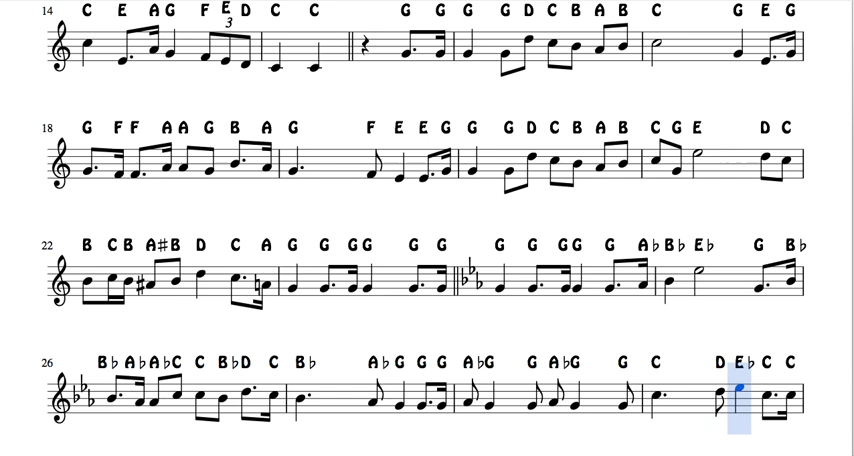 14 C E A G F E D C C G G G G D C B A B C G E G
3
18 G F F A A G B A G F E E G G G D C B A B C G E D C
22 B C B A♯ B D C A G G G G G G G G G G G A♭ B♭ E♭ G B♭
26 B♭ A♭ A♭ C C B♭ D C B♭ A♭ G G G A♭ G G A♭ G G C D E♭ C C